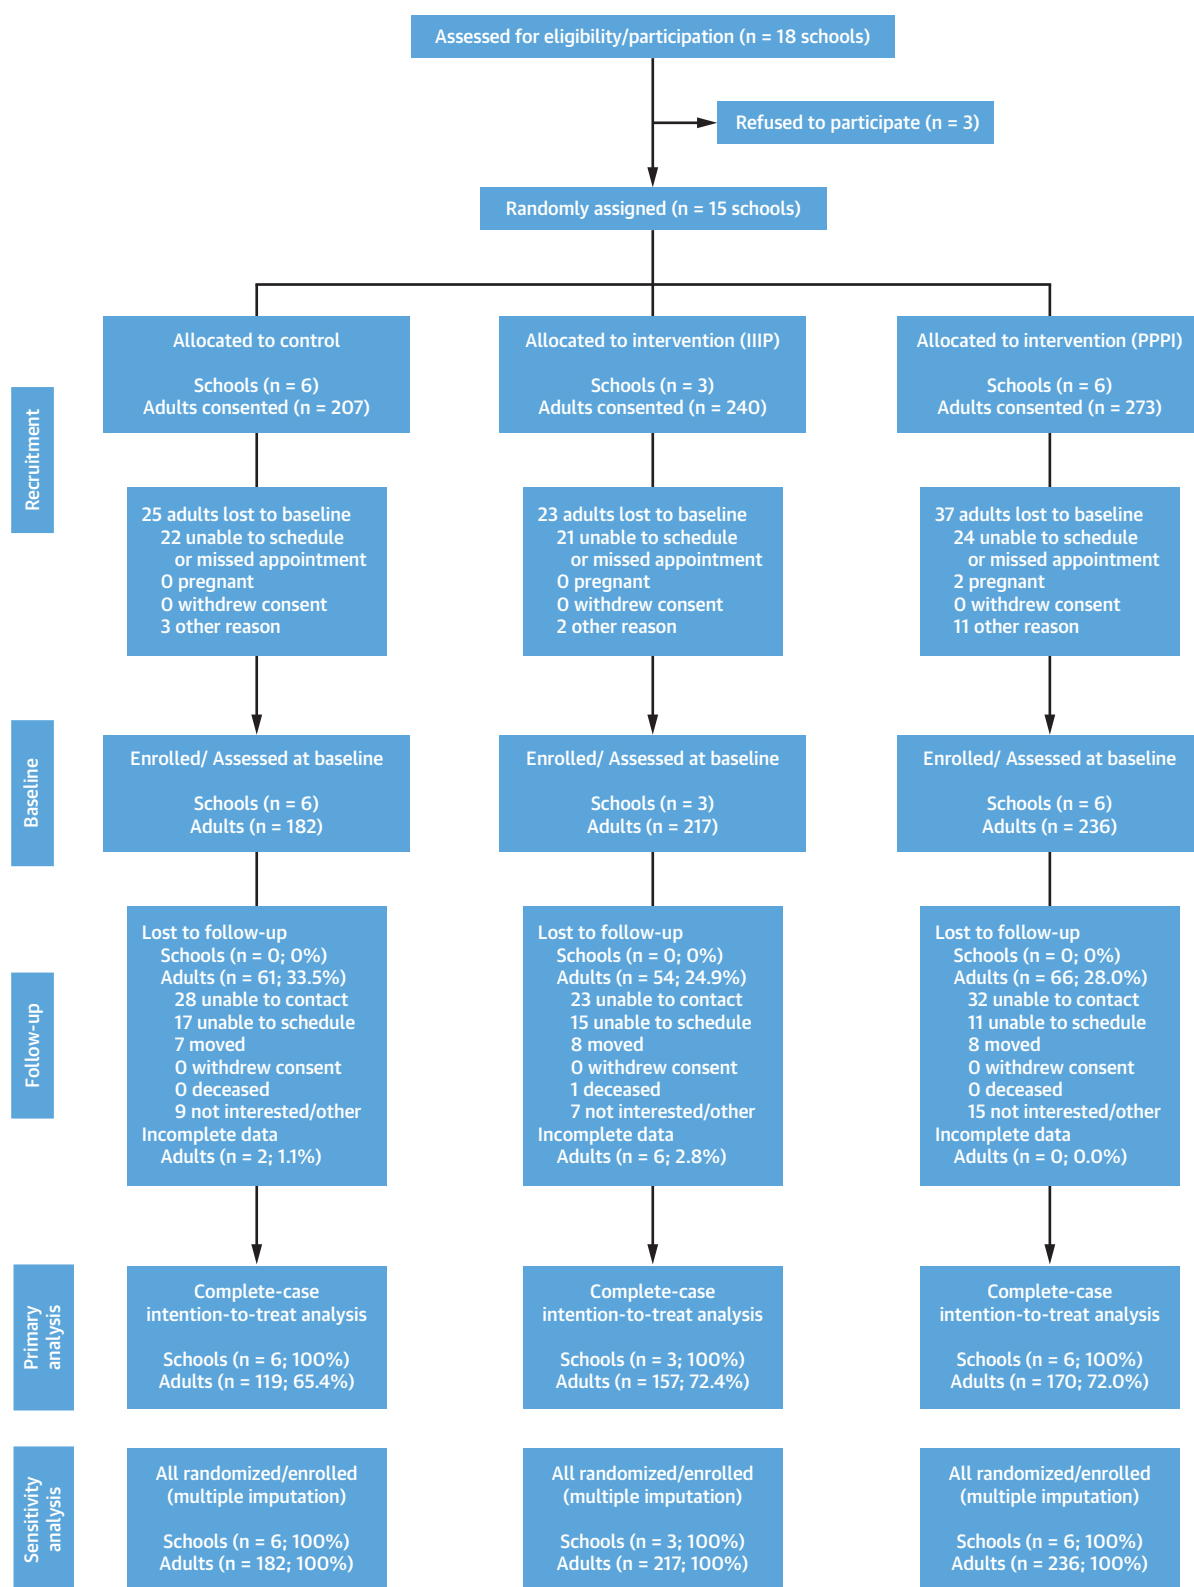 Assessed for eligibility/participation (n = 18 schools)
Refused to participate (n = 3)
Randomly assigned (n = 15 schools)
Recruitment
Allocated to control
Schools (n = 6)
Adults consented (n = 207)
Allocated to intervention (IIIP)
Schools (n = 3)
Adults consented (n = 240)
Allocated to intervention (PPPI)
Schools (n = 6)
Adults consented (n = 273)
25 adults lost to baseline
22 unable to schedule
or missed appointment
0 pregnant
0 withdrew consent
3 other reason
23 adults lost to baseline
21 unable to schedule
or missed appointment
0 pregnant
0 withdrew consent
2 other reason
37 adults lost to baseline
24 unable to schedule
or missed appointment
2 pregnant
0 withdrew consent
11 other reason
Baseline
Enrolled/ Assessed at baseline
Schools (n = 6)
Adults (n = 182)
Enrolled/ Assessed at baseline
Schools (n = 3)
Adults (n = 217)
Enrolled/ Assessed at baseline
Schools (n = 6)
Adults (n = 236)
Follow-up
Lost to follow-up
Schools (n = 0; 0%)
Adults (n = 61; 33.5%)
28 unable to contact
17 unable to schedule
7 moved
0 withdrew consent
0 deceased
9 not interested/other
Incomplete data
Adults (n = 2; 1.1%)
Lost to follow-up
Schools (n = 0; 0%)
Adults (n = 54; 24.9%)
23 unable to contact
15 unable to schedule
8 moved
0 withdrew consent
1 deceased
7 not interested/other
Incomplete data
Adults (n = 6; 2.8%)
Lost to follow-up
Schools (n = 0; 0%)
Adults (n = 66; 28.0%)
32 unable to contact
11 unable to schedule
8 moved
0 withdrew consent
0 deceased
15 not interested/other
Incomplete data
Adults (n = 0; 0.0%)
Primary
analysis
Complete-case
intention-to-treat analysis
Schools (n = 6; 100%)
Adults (n = 119; 65.4%)
Complete-case
intention-to-treat analysis
Schools (n = 3; 100%)
Adults (n = 157; 72.4%)
Complete-case
intention-to-treat analysis
Schools (n = 6; 100%)
Adults (n = 170; 72.0%)
Sensitivity
analysis
All randomized/enrolled
(multiple imputation)
Schools (n = 6; 100%)
Adults (n = 182; 100%)
All randomized/enrolled
(multiple imputation)
Schools (n = 3; 100%)
Adults (n = 217; 100%)
All randomized/enrolled
(multiple imputation)
Schools (n = 6; 100%)
Adults (n = 236; 100%)